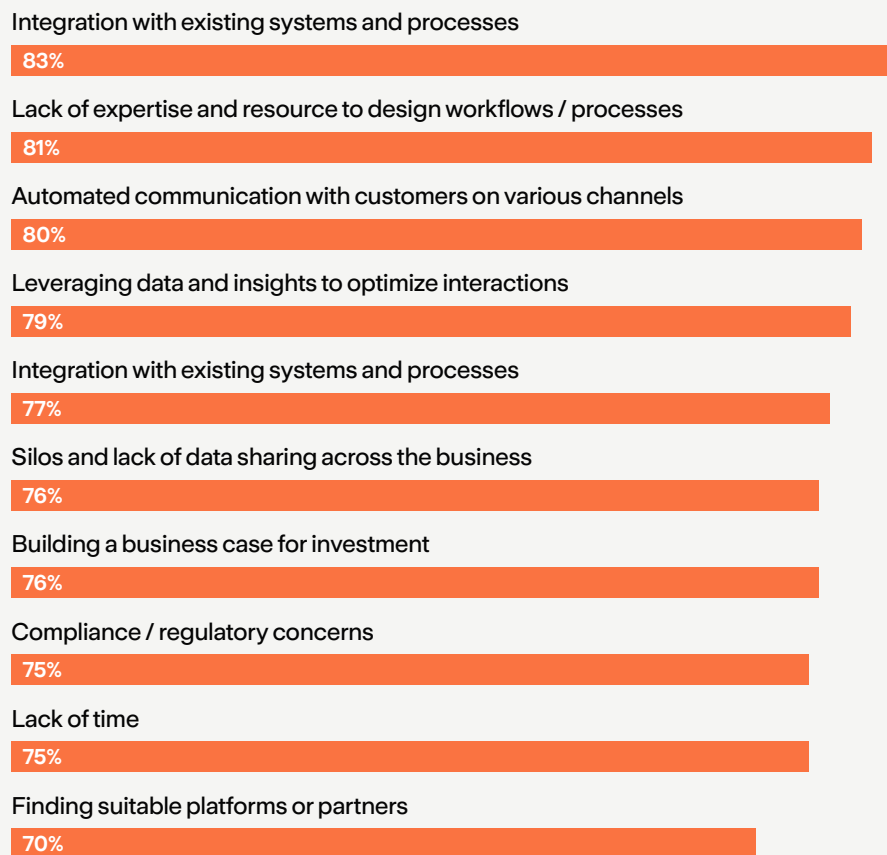 Integration with existing systems and processes
83%
Lack of expertise and resource to design workflows / processes
81%
Automated communication with customers on various channels
80%
Leveraging data and insights to optimize interactions
79%
Integration with existing systems and processes
77%
Silos and lack of data sharing across the business
76%
Building a business case for investment
76%
Compliance / regulatory concerns
75%
Lack of time
75%
Finding suitable platforms or partners
70%